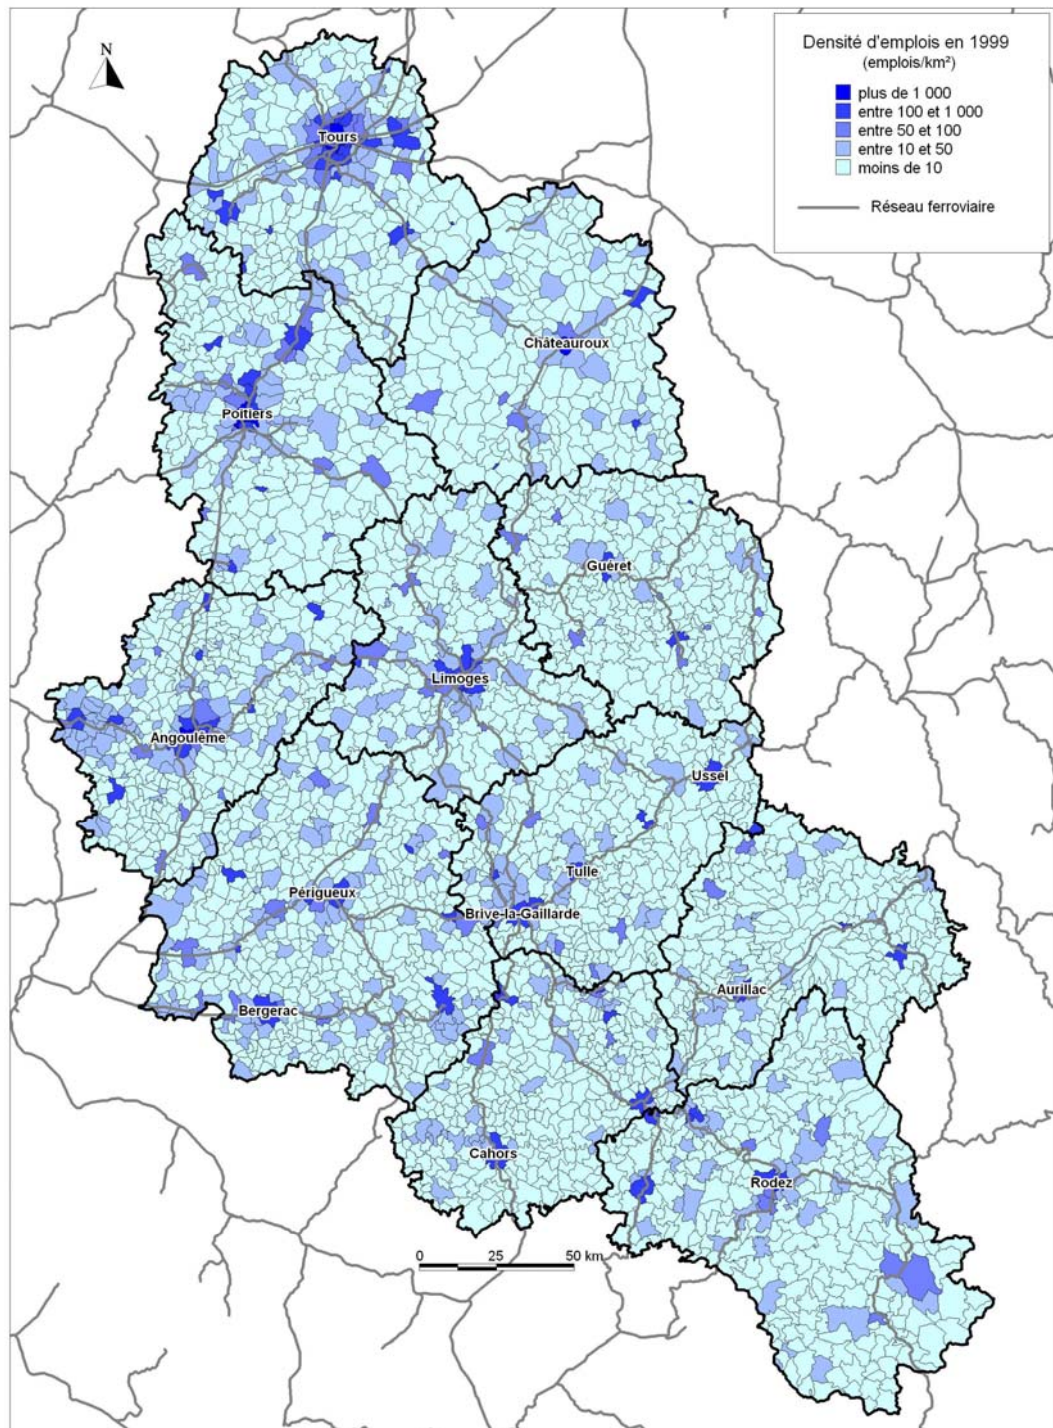 Densité d'emplois en 1999
(emplois/km²)
plus de 1 000
entre 100 et 1 000
entre 50 et 100
entre 10 et 50
moins de 10
Réseau ferroviaire
N
Tours
Châteauroux
Poitiers
Guéret
Limoges
Angoulême
Ussel
Tulle
Périgueux
Brive-la-Gaillarde
Aurillac
Bergerac
Cahors
Rodez
0 25 50 km